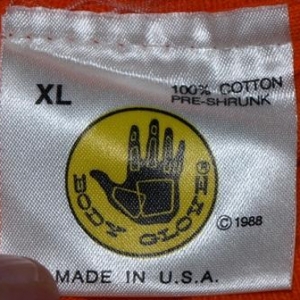 XL
100% COTTON
PRE-SHRUNK
BODY GLOVE®
© 1988
MADE IN U.S.A.